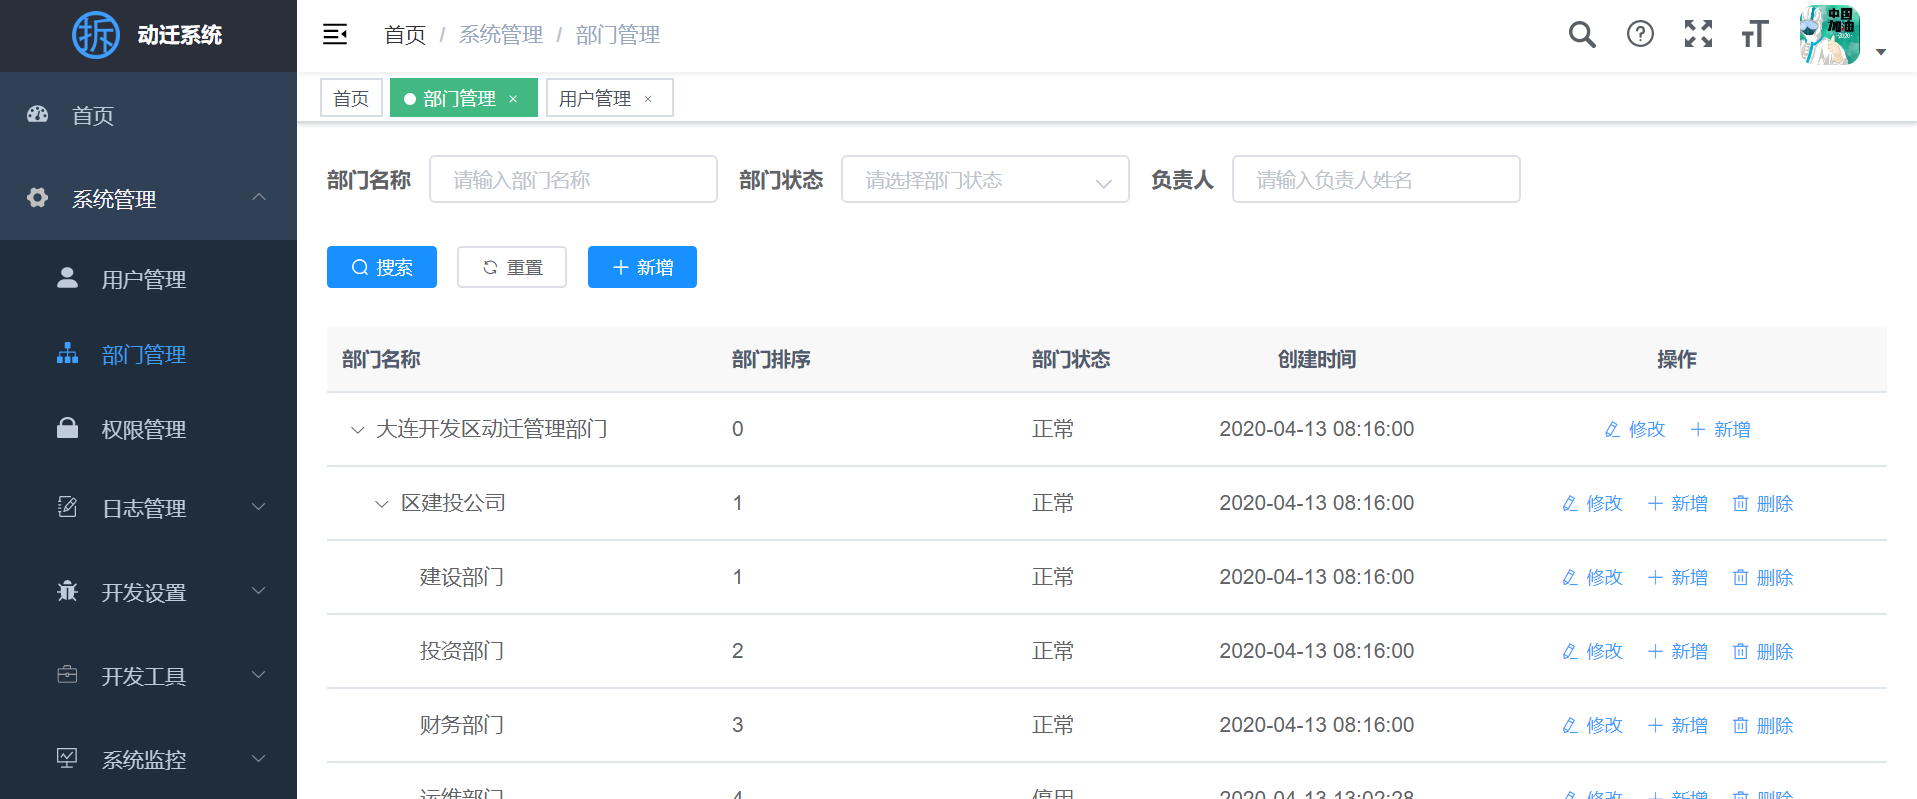 拆 动迁系统
首页 / 系统管理 / 部门管理
中国
加油
2020
首页
部门管理 ×
用户管理 ×
首页
系统管理
用户管理
部门管理
权限管理
日志管理
开发设置
开发工具
系统监控
部门名称 请输入部门名称 部门状态 请选择部门状态 负责人 请输入负责人姓名
搜索 重置 新增
部门名称 部门排序 部门状态 创建时间 操作
大连开发区动迁管理部门 0 正常 2020-04-13 08:16:00 修改 新增
区建投公司 1 正常 2020-04-13 08:16:00 修改 新增 删除
建设部门 1 正常 2020-04-13 08:16:00 修改 新增 删除
投资部门 2 正常 2020-04-13 08:16:00 修改 新增 删除
财务部门 3 正常 2020-04-13 08:16:00 修改 新增 删除
运维部门 4 停用 2020-04-13 13:02:28 修改 新增 删除